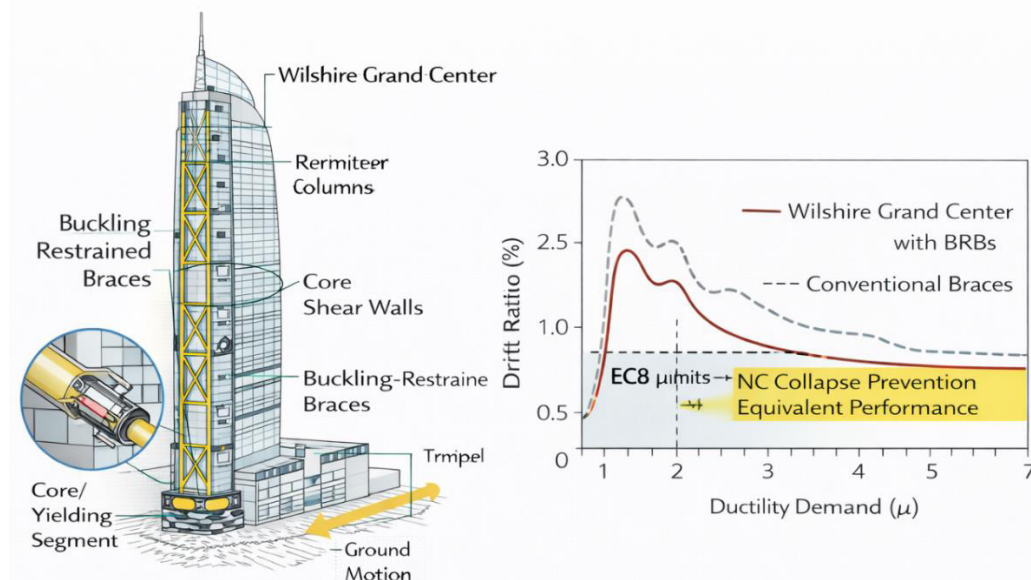 Wilshire Grand Center
Rermiteer
Columns
Buckling
Restrained
Braces
Core
Shear Walls
Buckling-Restraine
Braces
Trmipel
Core/
Yielding
Segment
Ground
Motion
3.0
2.5
1.0
0.5
0
Drift Rattio (%)
Wilshire Grand Center
with BRBs
Conventional Braces
EC8 μmits
NC Collapse Prevention
Equivalent Performance
1 2 3 4 5 7
Ductility Demand (μ)